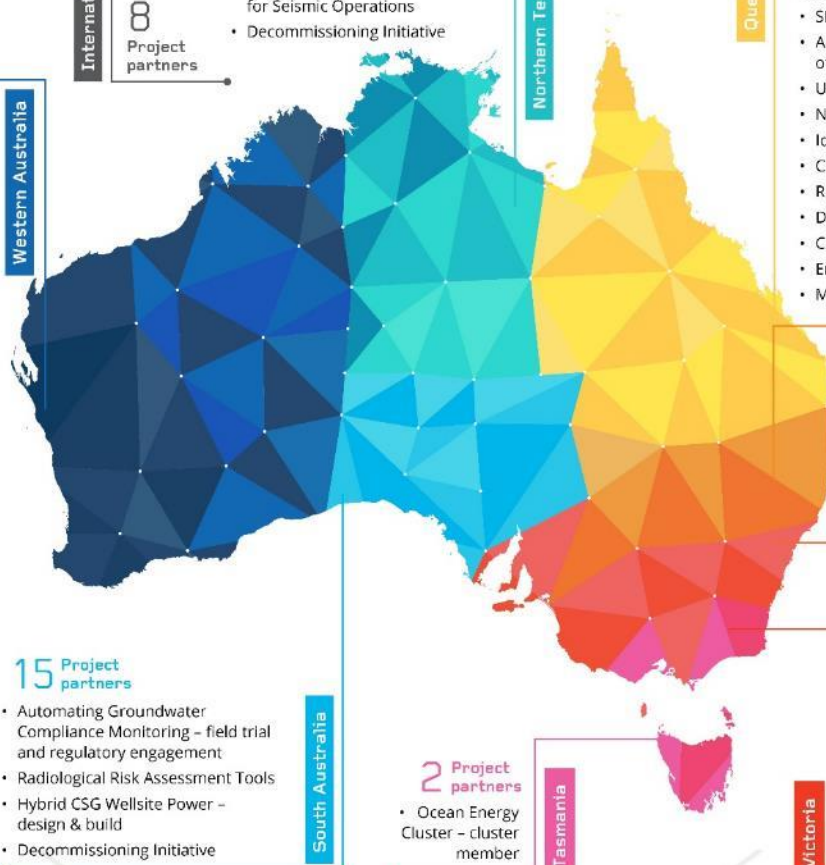 Internat
8
Project
partners
for Seismic Operations
• Decommissioning Initiative
Northern Te
Que
Western Australia
15 Project
partners
• Automating Groundwater
Compliance Monitoring – field trial
and regulatory engagement
• Radiological Risk Assessment Tools
• Hybrid CSG Wellsite Power –
design & build
• Decommissioning Initiative
South Australia
2 Project
partners
• Ocean Energy
Cluster – cluster
member
Tasmania
Victoria